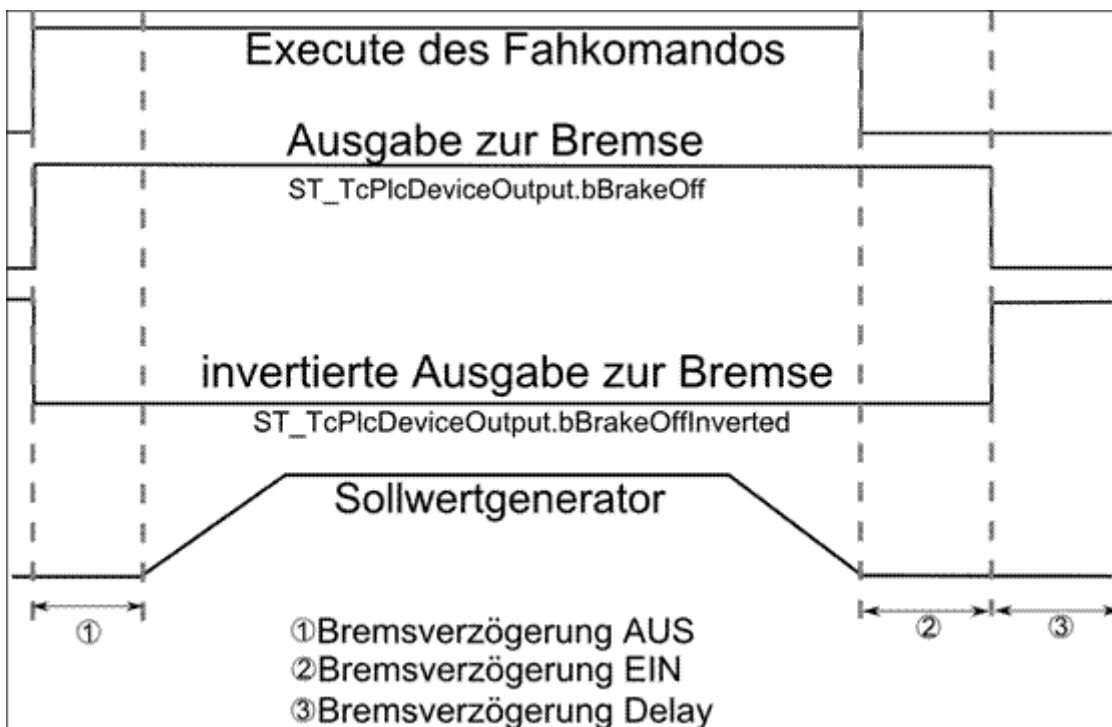 Execute des Fahkomandos
Ausgabe zur Bremse
ST_TcPlcDeviceOutput.bBrakeOff
invertierte Ausgabe zur Bremse
ST_TcPlcDeviceOutput.bBrakeOffInverted
Sollwertgenerator
① ② ③
①Bremsverzögerung AUS
②Bremsverzögerung EIN
③Bremsverzögerung Delay